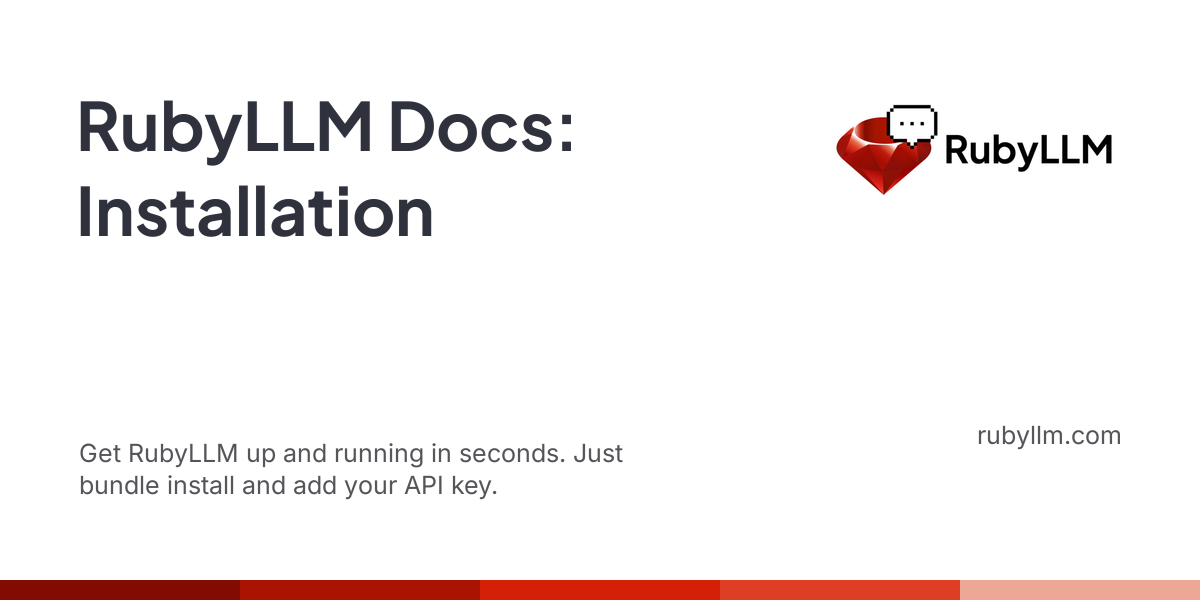 RubyLLM Docs:
Installation
RubyLLM
Get RubyLLM up and running in seconds. Just
bundle install and add your API key.
rubyllm.com